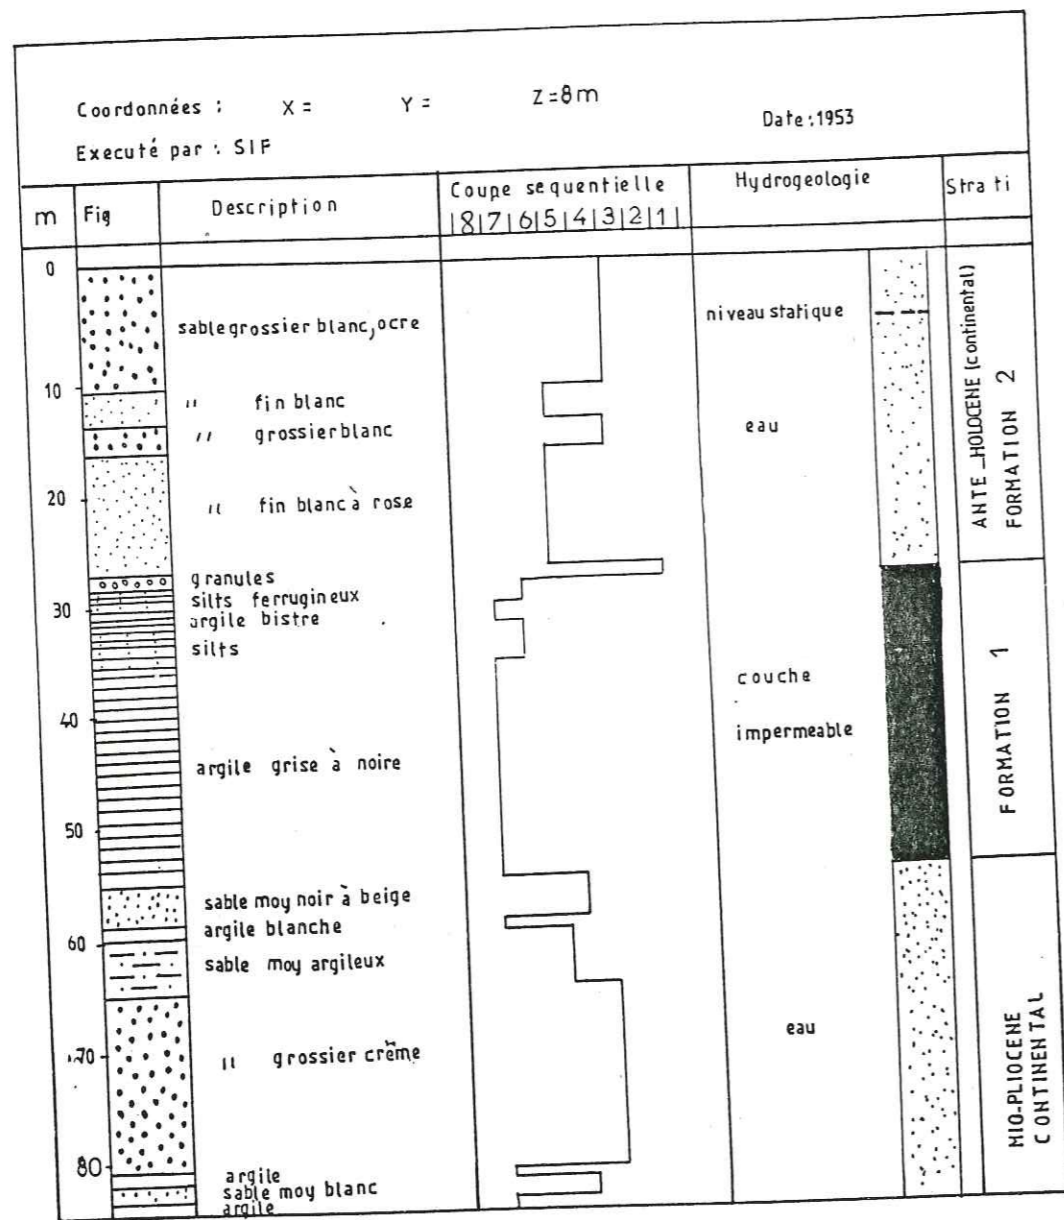 Coordonnées : X = Y = Z=8m
Executé par : SIF Date:1953
m Fig Description Coupe sequentielle Hydrogeologie Strati
|8|7|6|5|4|3|2|1|
0
sable grossier blanc, ocre
niveau statique
10
" fin blanc
" grossier blanc
eau
20
" fin blanc à rose
ANTE_HOLOCENE (continental)
FORMATION 2
granules
silts ferrugineux
30
argile bistre
silts
couche
40
impermeable
argile grise à noire
FORMATION 1
50
sable moy noir à beige
argile blanche
60
sable moy argileux
eau
70
" grossier crême
MIO-PLIOCENE
CONTINENTAL
80
argile
sable moy blanc
argile